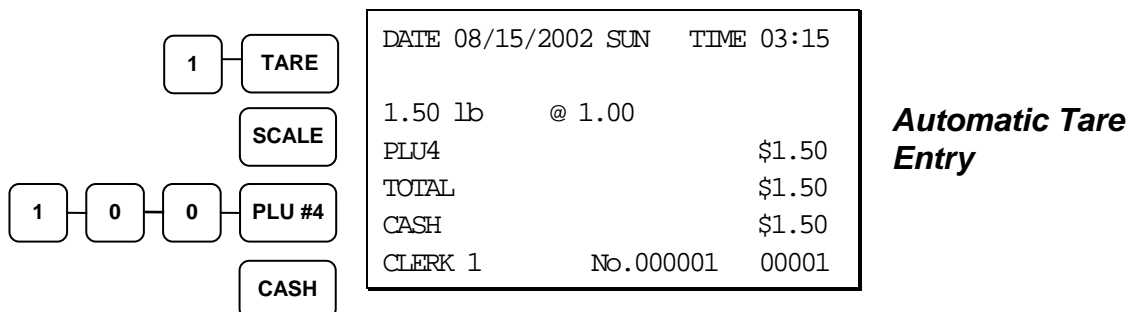 1 TARE
SCALE
1 0 0 PLU #4
CASH
DATE 08/15/2002 SUN TIME 03:15
1.50 lb @ 1.00
PLU4 $1.50
TOTAL $1.50
CASH $1.50
CLERK 1 No.000001 00001
Automatic Tare
Entry